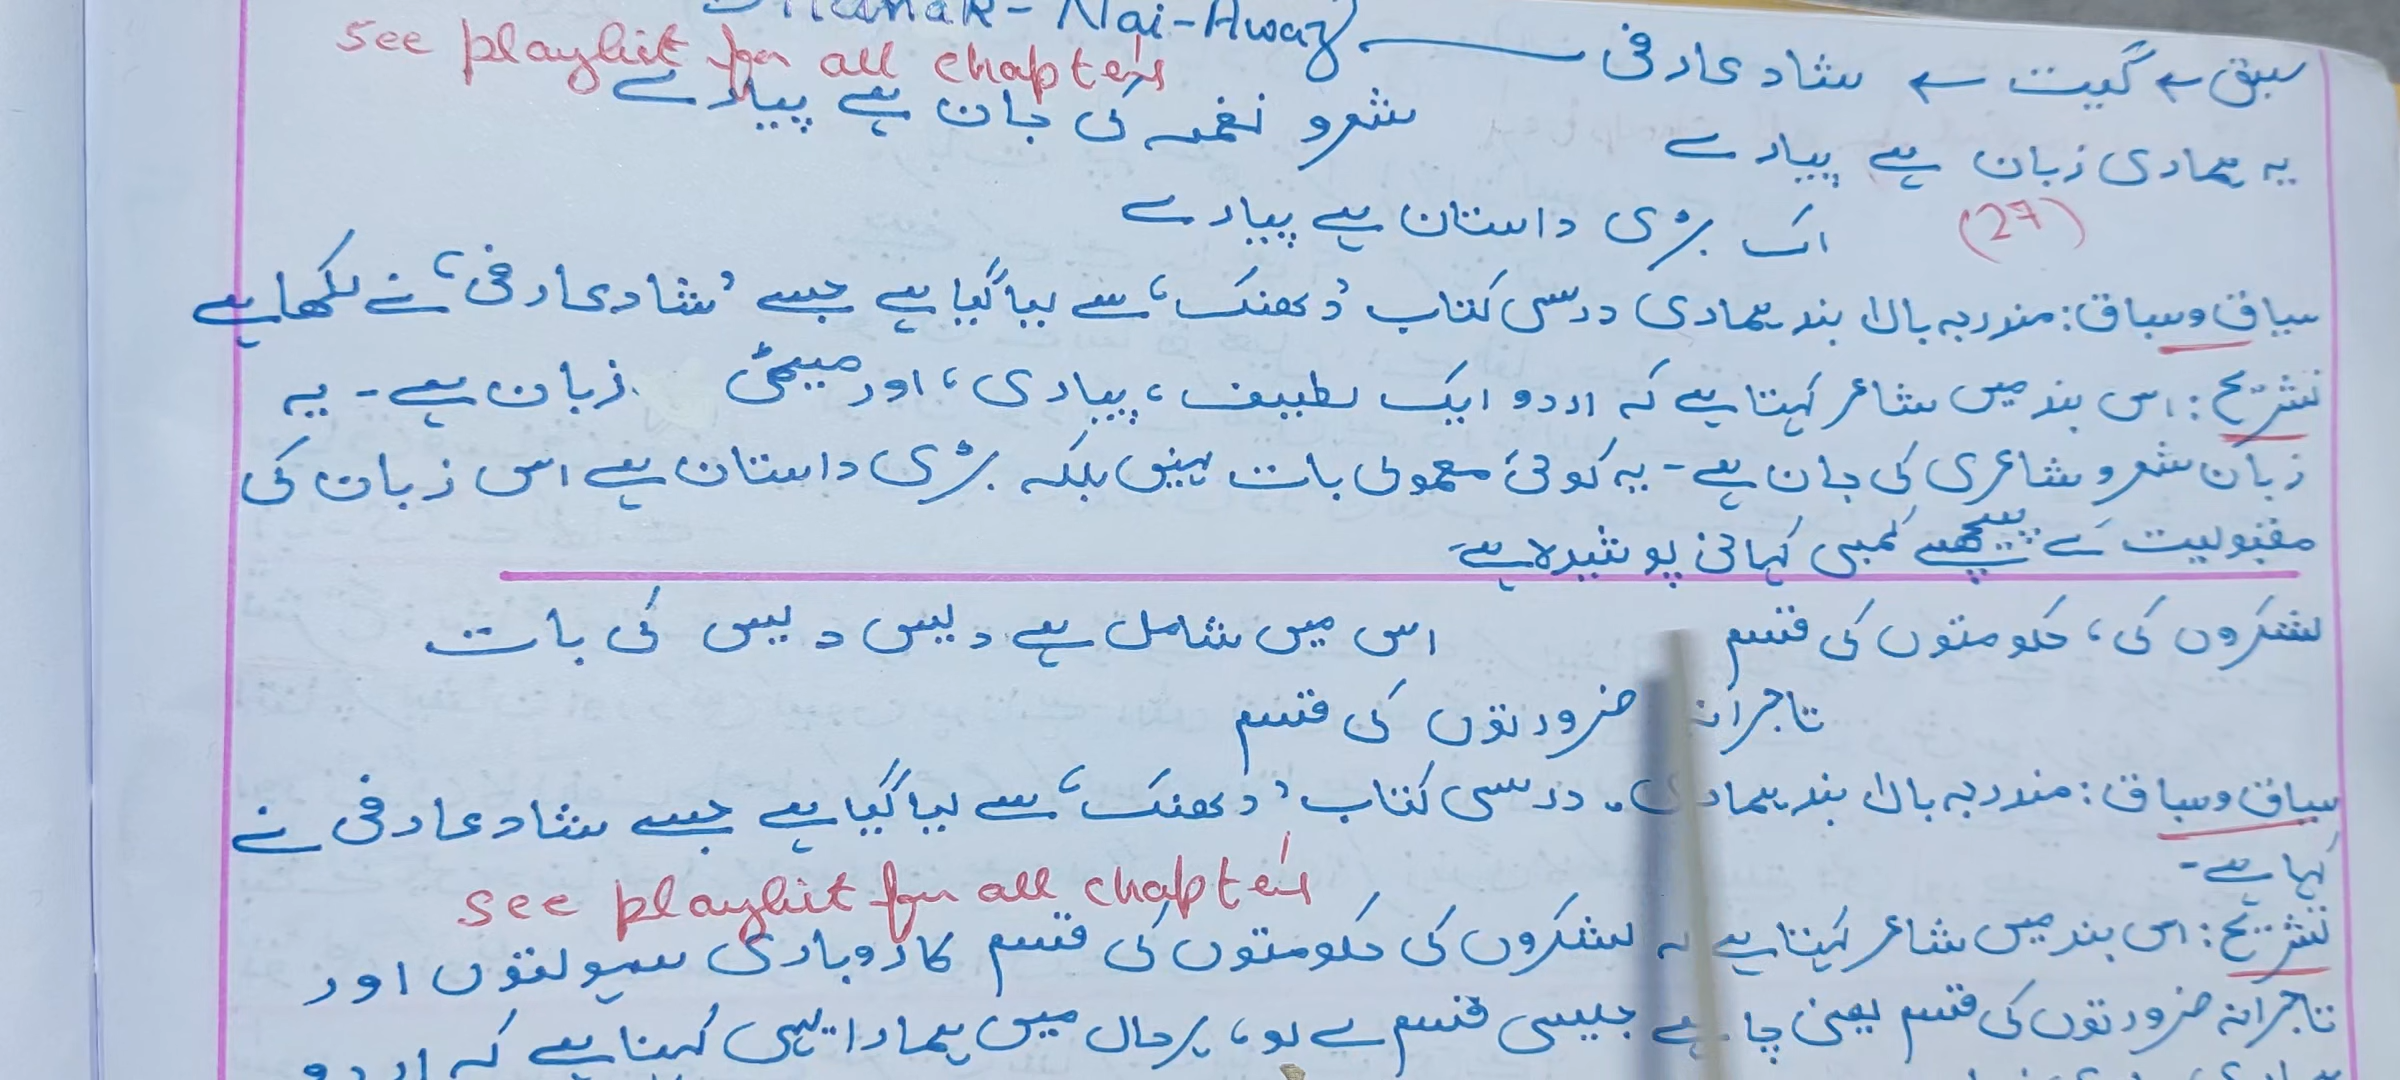 Dhanak-Nai-Awaz
سبق ← گیت ← شاد عارفی
see playlist for all chapters
یہ ہماری زبان ہے پیارے شعر و نغمہ کی جان ہے پیارے
(27) اک بڑی داستان ہے پیارے
سیاق و سباق: مندرجہ بالا بند ہماری درسی کتاب ’دھنک‘ سے لیا گیا ہے جسے ’شاد عارفی‘ نے لکھا ہے
تشریح: اس بند میں شاعر کہتا ہے کہ اردو ایک لطیف، پیاری، اور میٹھی زبان ہے۔ یہ
زبان شعر و شاعری کی جان ہے۔ یہ کوئی معمولی بات نہیں بلکہ بڑی داستان ہے اس زبان کی
مقبولیت کے پیچھے لمبی کہانی پوشیدہ ہے۔
لشکروں کی، حکومتوں کی قسم اس میں شامل ہے دیس دیس کی بات
تاجرانہ ضرورتوں کی قسم
سیاق و سباق: مندرجہ بالا بند ہماری درسی کتاب ’دھنک‘ سے لیا گیا ہے جسے شاد عارفی نے
کہا ہے۔
see playlist for all chapters
تشریح: اس بند میں شاعر کہتا ہے کہ لشکروں کی حکومتوں کی قسم کاروباری سہولتوں اور
تاجرانہ ضرورتوں کی قسم یعنی چاہے جیسی قسم لے لو، ہر حال میں ہمارا یہی کہنا ہے کہ اردو